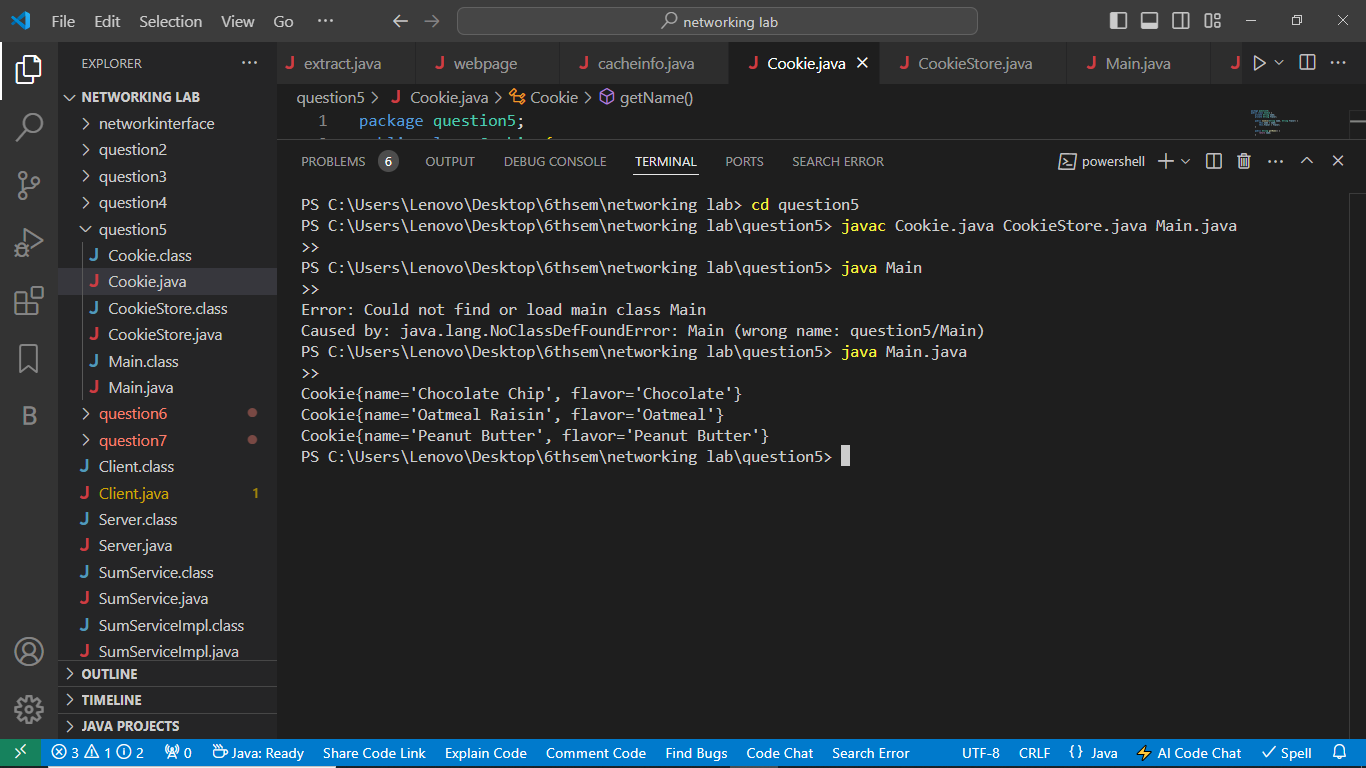 File Edit Selection View Go ··· networking lab
EXPLORER ···
NETWORKING LAB
networkinterface
question2
question3
question4
question5
Cookie.class
Cookie.java
CookieStore.class
CookieStore.java
Main.class
Main.java
question6
question7
Client.class
Client.java 1
Server.class
Server.java
SumService.class
SumService.java
SumServiceImpl.class
SumServiceImpl.java
OUTLINE
TIMELINE
JAVA PROJECTS
extract.java webpage cacheinfo.java Cookie.java CookieStore.java Main.java
question5 > Cookie.java > Cookie > getName()
1 package question5;
PROBLEMS 6 OUTPUT DEBUG CONSOLE TERMINAL PORTS SEARCH ERROR powershell
PS C:\Users\Lenovo\Desktop\6thsem\networking lab> cd question5
PS C:\Users\Lenovo\Desktop\6thsem\networking lab\question5> javac Cookie.java CookieStore.java Main.java
>>
PS C:\Users\Lenovo\Desktop\6thsem\networking lab\question5> java Main
>>
Error: Could not find or load main class Main
Caused by: java.lang.NoClassDefFoundError: Main (wrong name: question5/Main)
PS C:\Users\Lenovo\Desktop\6thsem\networking lab\question5> java Main.java
>>
Cookie{name='Chocolate Chip', flavor='Chocolate'}
Cookie{name='Oatmeal Raisin', flavor='Oatmeal'}
Cookie{name='Peanut Butter', flavor='Peanut Butter'}
PS C:\Users\Lenovo\Desktop\6thsem\networking lab\question5>
3 1 2 0 Java: Ready Share Code Link Explain Code Comment Code Find Bugs Code Chat Search Error UTF-8 CRLF {} Java AI Code Chat Spell